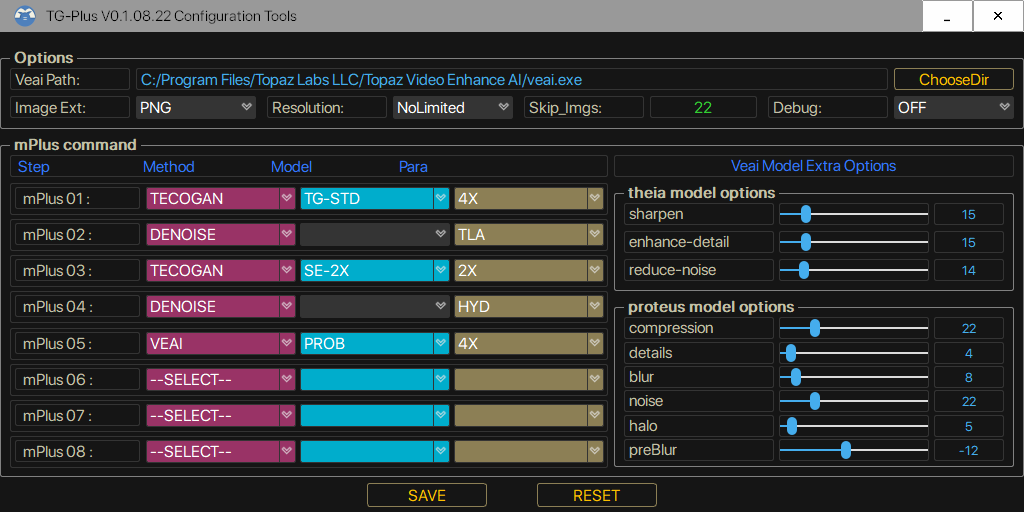 TG-Plus V0.1.08.22 Configuration Tools
Options
Veai Path: C:/Program Files/Topaz Labs LLC/Topaz Video Enhance AI/veai.exe ChooseDir
Image Ext: PNG Resolution: NoLimited Skip_Imgs: 22 Debug: OFF
mPlus command
Step Method Model Para
mPlus 01 : TECOGAN TG-STD 4X
mPlus 02 : DENOISE TLA
mPlus 03 : TECOGAN SE-2X 2X
mPlus 04 : DENOISE HYD
mPlus 05 : VEAI PROB 4X
mPlus 06 : --SELECT--
mPlus 07 : --SELECT--
mPlus 08 : --SELECT--
Veai Model Extra Options
theia model options
sharpen 15
enhance-detail 15
reduce-noise 14
proteus model options
compression 22
details 4
blur 8
noise 22
halo 5
preBlur -12
SAVE RESET